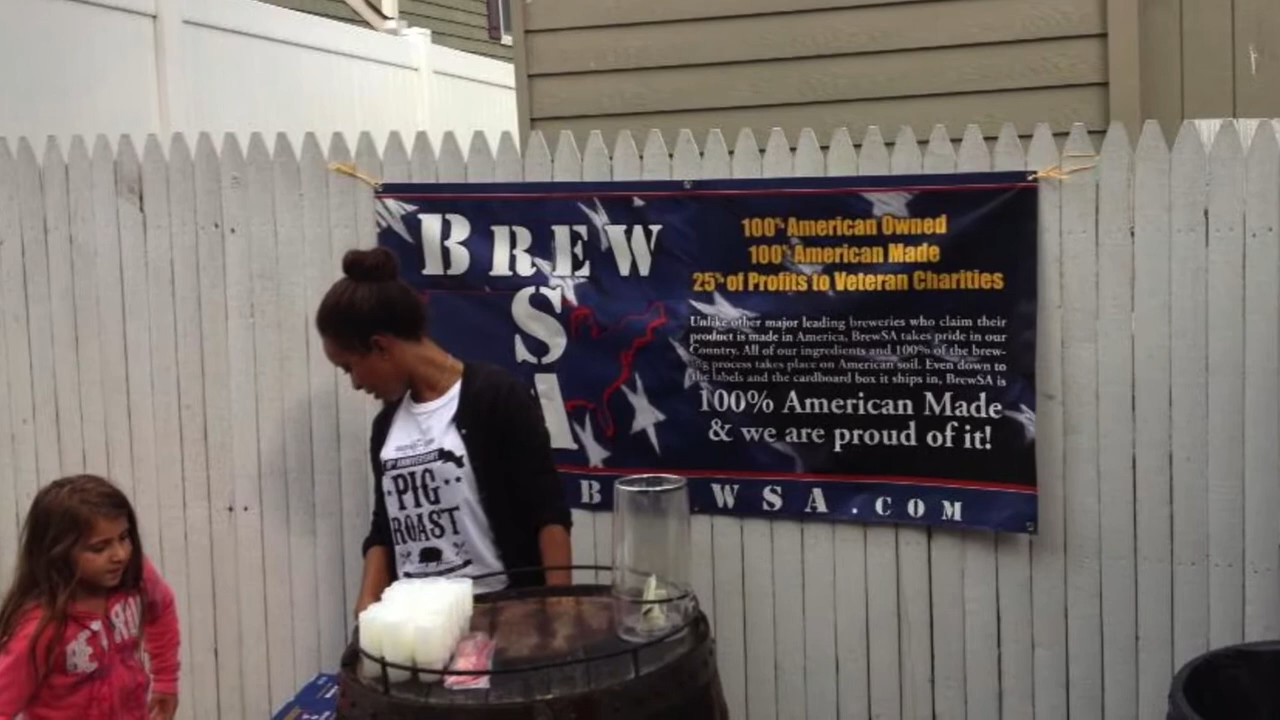 BREW
S
A
100% American Owned
100% American Made
25% of Profits to Veteran Charities
Unlike other major leading breweries who claim their
product is made in America, BrewSA takes pride in our
Country. All of our ingredients and 100% of the brew-
ing process takes place on American soil. Even down to
the labels and the cardboard box it ships in, BrewSA is
100% American Made
& we are proud of it!
B WSA.COM
ANNIVERSARY
PIG
ROAST